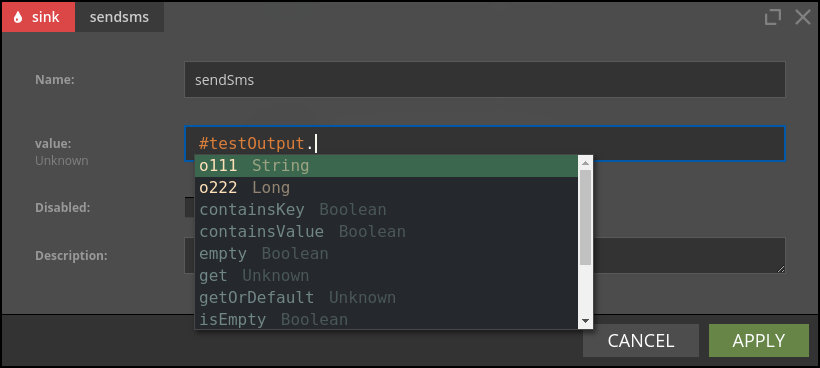 sink sendsms
Name: sendSms
value: #testOutput.
Unknown
o111 String
o222 Long
Disabled:
containsKey Boolean
containsValue Boolean
Description:
empty Boolean
get Unknown
getOrDefault Unknown
isEmpty Boolean
CANCEL APPLY